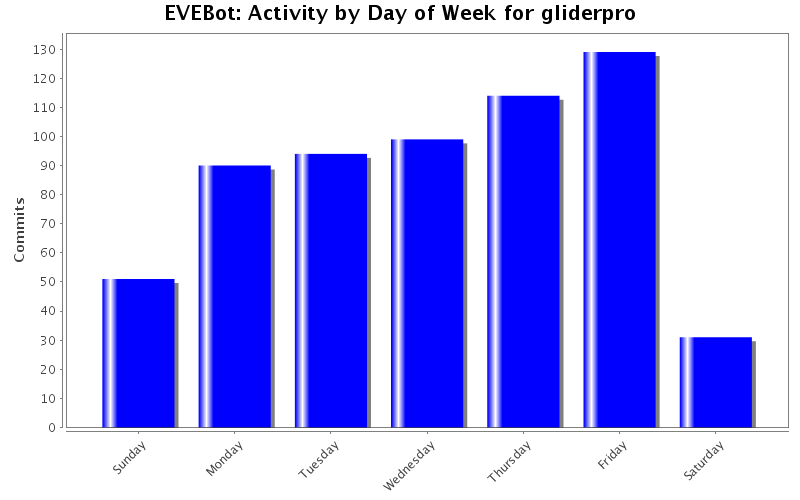 EVEBot: Activity by Day of Week for gliderpro
130
120
110
100
90
80
70
60
50
40
30
20
10
0
Commits
Sunday
Monday
Tuesday
Wednesday
Thursday
Friday
Saturday